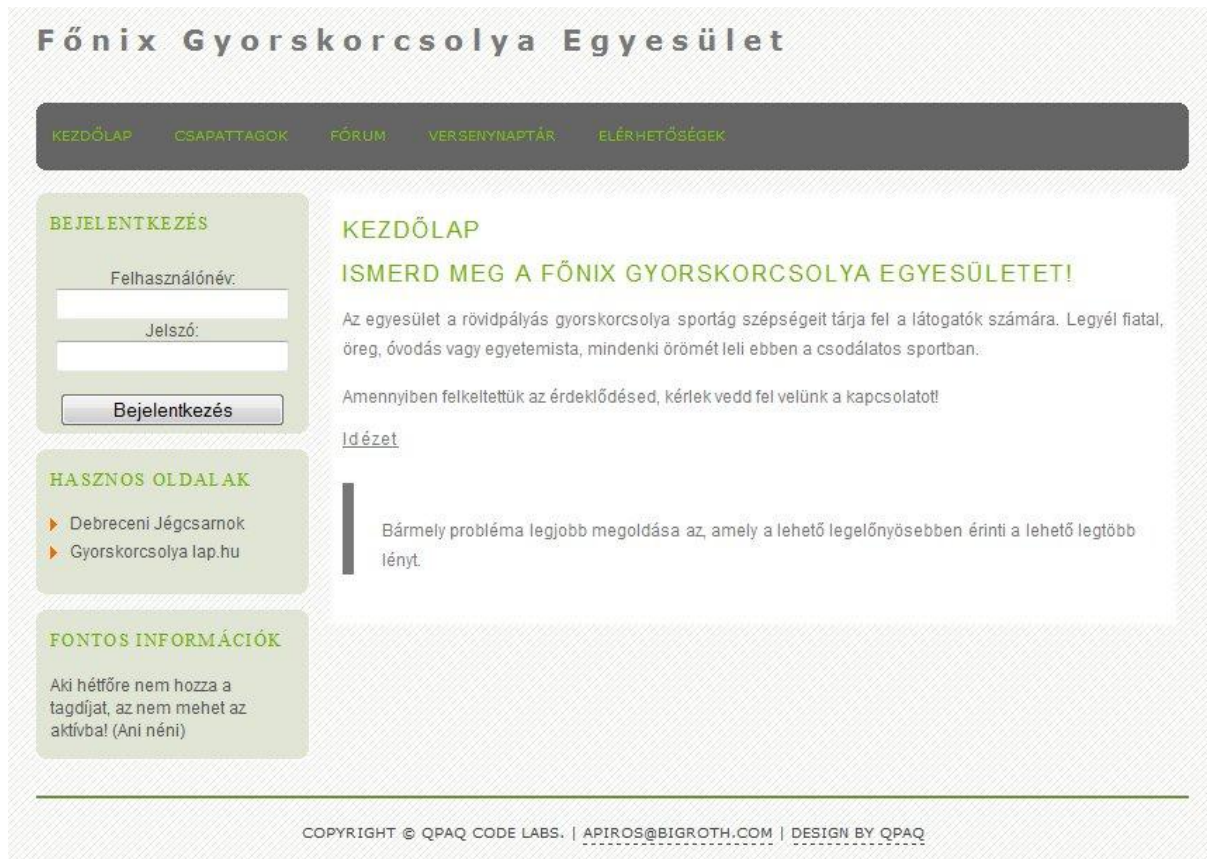 Főnix Gyorskorcsolya Egyesület
KEZDŐLAP CSAPATTAGOK FÓRUM VERSENYNAPTÁR ELÉRHETŐSÉGEK
BEJELENTKEZÉS
Felhasználónév:
Jelszó:
Bejelentkezés
HASZNOS OLDALAK
Debreceni Jégcsarnok
Gyorskorcsolya lap.hu
FONTOS INFORMÁCIÓK
Aki hétfőre nem hozza a
tagdíjat, az nem mehet az
aktívba! (Ani néni)
KEZDŐLAP
ISMERD MEG A FŐNIX GYORSKORCSOLYA EGYESÜLETET!
Az egyesület a rövidpályás gyorskorcsolya sportág szépségeit tárja fel a látogatók számára. Legyél fiatal,
öreg, óvodás vagy egyetemista, mindenki örömét leli ebben a csodálatos sportban.
Amennyiben felkeltettük az érdeklődésed, kérlek vedd fel velünk a kapcsolatot!
Idézet
Bármely probléma legjobb megoldása az, amely a lehető legelőnyösebben érinti a lehető legtöbb
lényt.
COPYRIGHT © QPAQ CODE LABS. | APIROS@BIGROTH.COM | DESIGN BY QPAQ